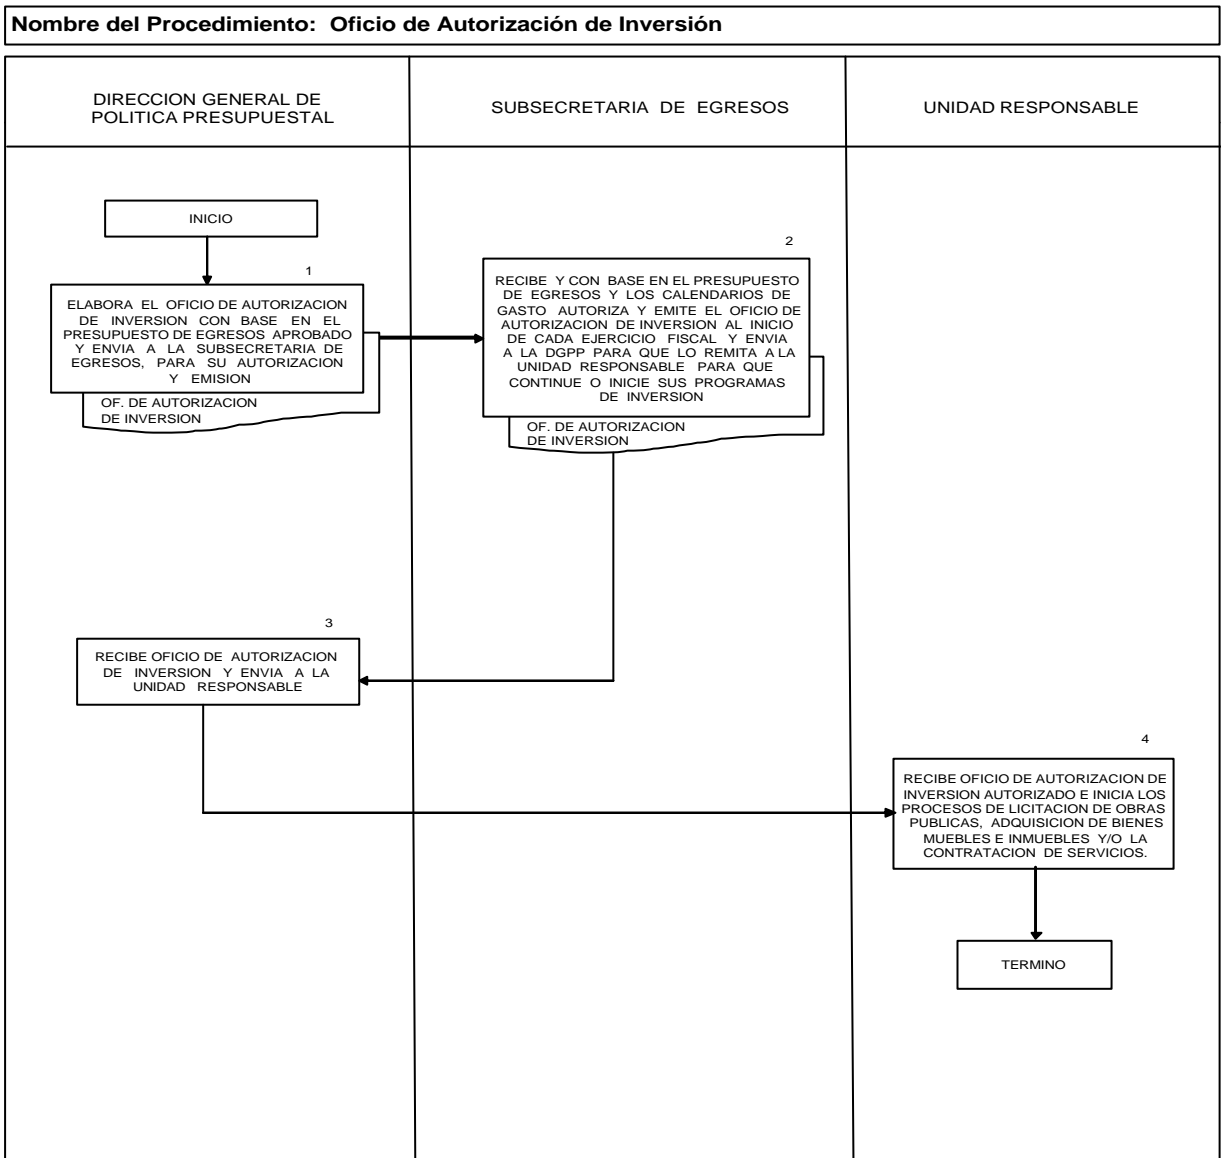 Nombre del Procedimiento: Oficio de Autorización de Inversión
DIRECCION GENERAL DE
POLITICA PRESUPUESTAL
SUBSECRETARIA DE EGRESOS
UNIDAD RESPONSABLE
INICIO
1
ELABORA EL OFICIO DE AUTORIZACION
DE INVERSION CON BASE EN EL
PRESUPUESTO DE EGRESOS APROBADO
Y ENVIA A LA SUBSECRETARIA DE
EGRESOS, PARA SU AUTORIZACION
Y EMISION
OF. DE AUTORIZACION
DE INVERSION
2
RECIBE Y CON BASE EN EL PRESUPUESTO
DE EGRESOS Y LOS CALENDARIOS DE
GASTO AUTORIZA Y EMITE EL OFICIO DE
AUTORIZACION DE INVERSION AL INICIO
DE CADA EJERCICIO FISCAL Y ENVIA
A LA DGPP PARA QUE LO REMITA A LA
UNIDAD RESPONSABLE PARA QUE
CONTINUE O INICIE SUS PROGRAMAS
DE INVERSION
OF. DE AUTORIZACION
DE INVERSION
3
RECIBE OFICIO DE AUTORIZACION
DE INVERSION Y ENVIA A LA
UNIDAD RESPONSABLE
4
RECIBE OFICIO DE AUTORIZACION DE
INVERSION AUTORIZADO E INICIA LOS
PROCESOS DE LICITACION DE OBRAS
PUBLICAS, ADQUISICION DE BIENES
MUEBLES E INMUEBLES Y/O LA
CONTRATACION DE SERVICIOS.
TERMINO